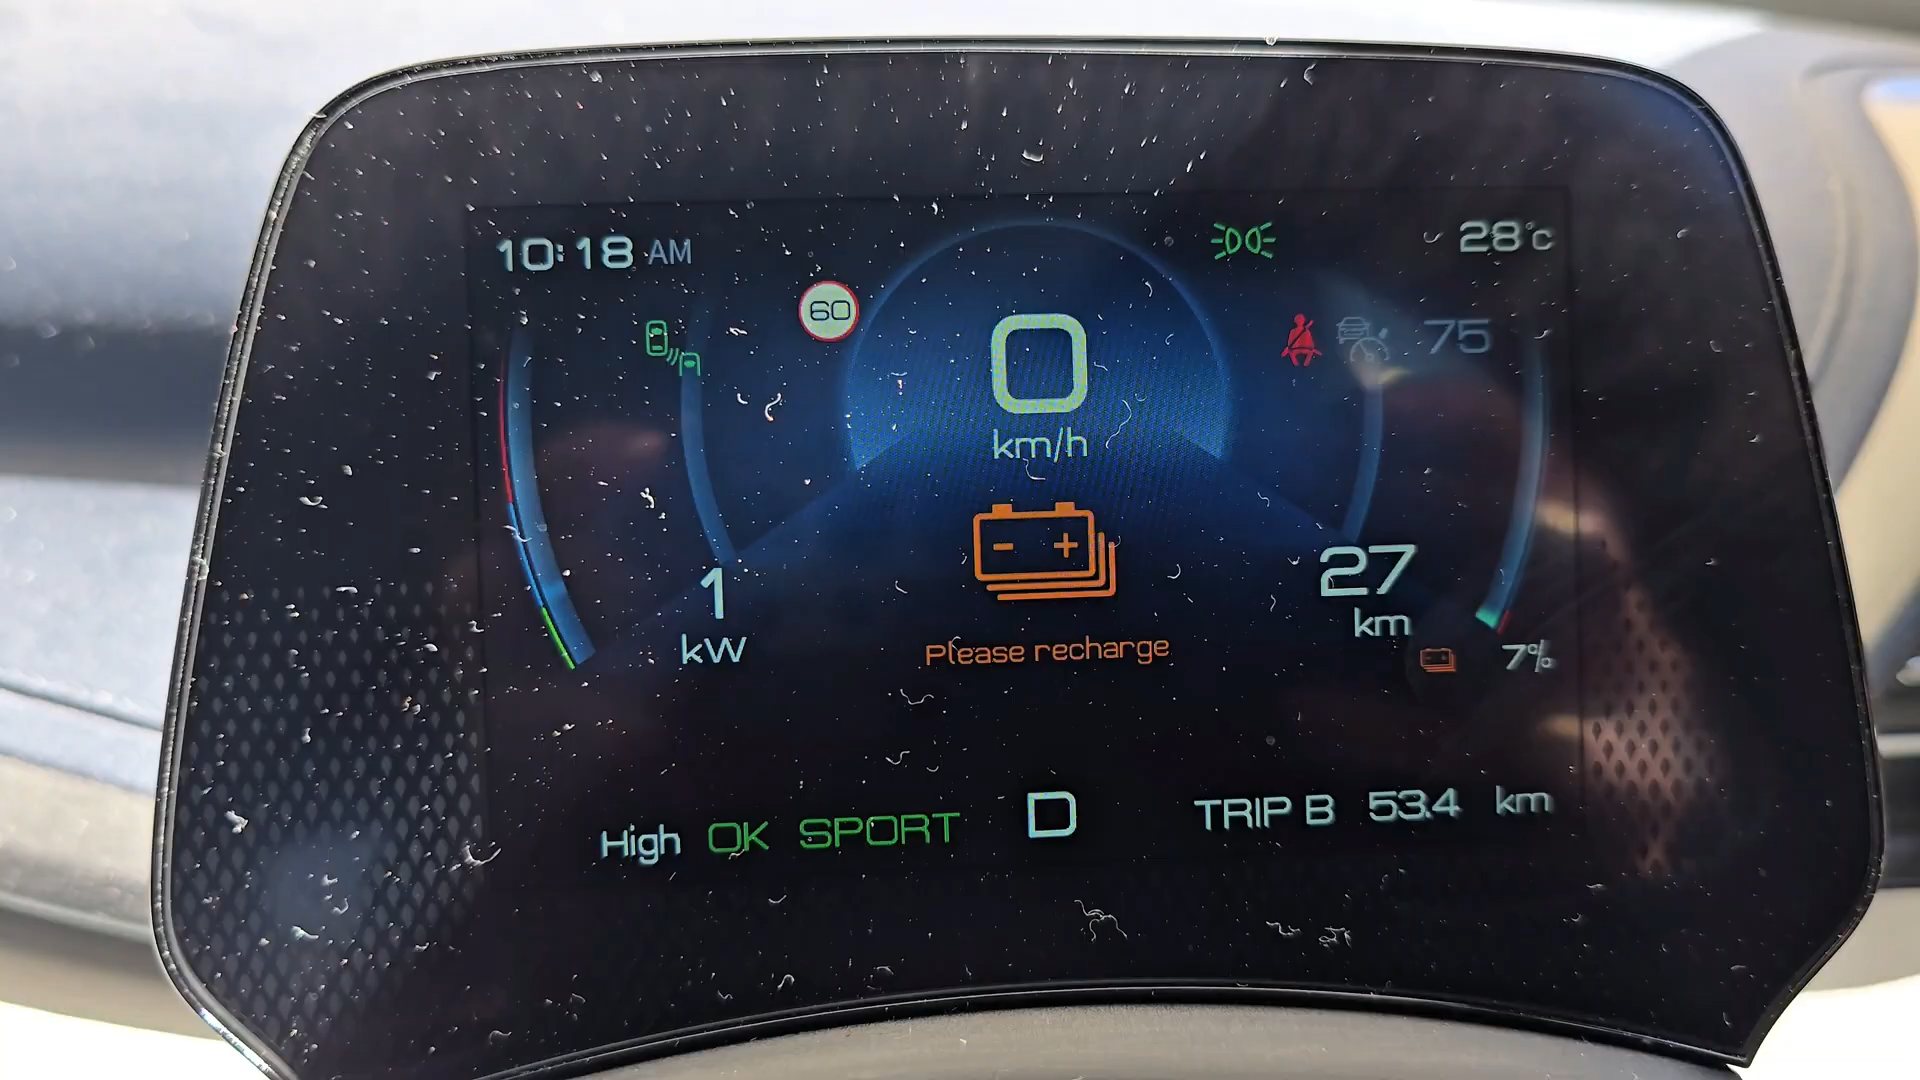 10:18 AM
28°C
60
75
0
km/h
1
kW
27
km
Please recharge
7%
High OK SPORT D TRIP B 53.4 km